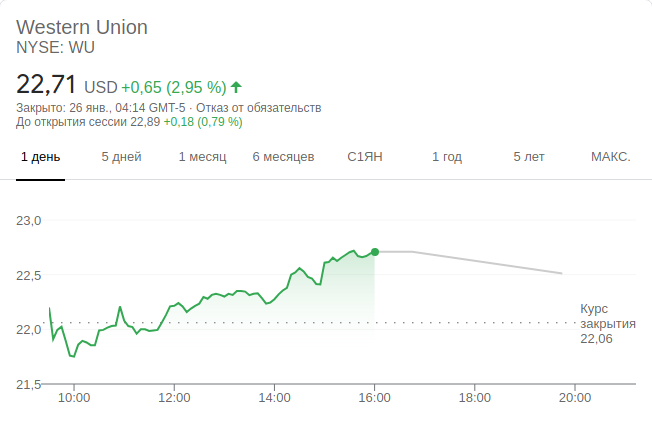 Western Union
NYSE: WU
22,71 USD +0,65 (2,95 %)
Закрыто: 26 янв., 04:14 GMT-5 · Отказ от обязательств
До открытия сессии 22,89 +0,18 (0,79 %)
1 день 5 дней 1 месяц 6 месяцев С1ЯН 1 год 5 лет МАКС.
23,0
22,5
22,0
21,5
Курс
закрытия
22,06
10:00 12:00 14:00 16:00 18:00 20:00